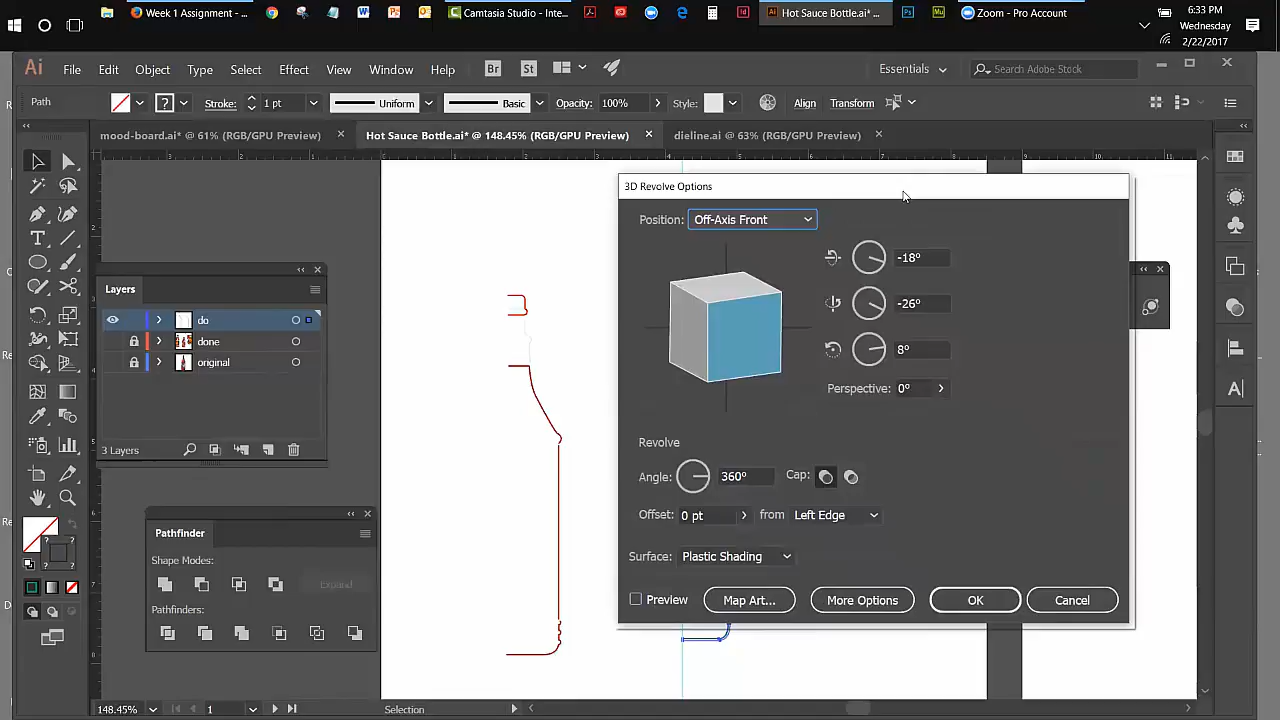 Week 1 Assignment - ...
Camtasia Studio - Inte...
Hot Sauce Bottle.ai* ...
Zoom - Pro Account
6:33 PM
Wednesday
2/22/2017
Ai File Edit Object Type Select Effect View Window Help Br St Essentials Search Adobe Stock
Path Stroke: 1 pt Uniform Basic Opacity: 100% Style: Align Transform
mood-board.ai* @ 61% (RGB/GPU Preview) Hot Sauce Bottle.ai* @ 148.45% (RGB/GPU Preview) dieline.ai @ 63% (RGB/GPU Preview)
3D Revolve Options
Position: Off-Axis Front
-18°
-26°
8°
Perspective: 0°
Revolve
Angle: 360° Cap:
Offset: 0 pt from Left Edge
Surface: Plastic Shading
Preview Map Art... More Options OK Cancel
Layers
do
done
original
3 Layers
Pathfinder
Shape Modes:
Expand
Pathfinders:
148.45% 1 Selection